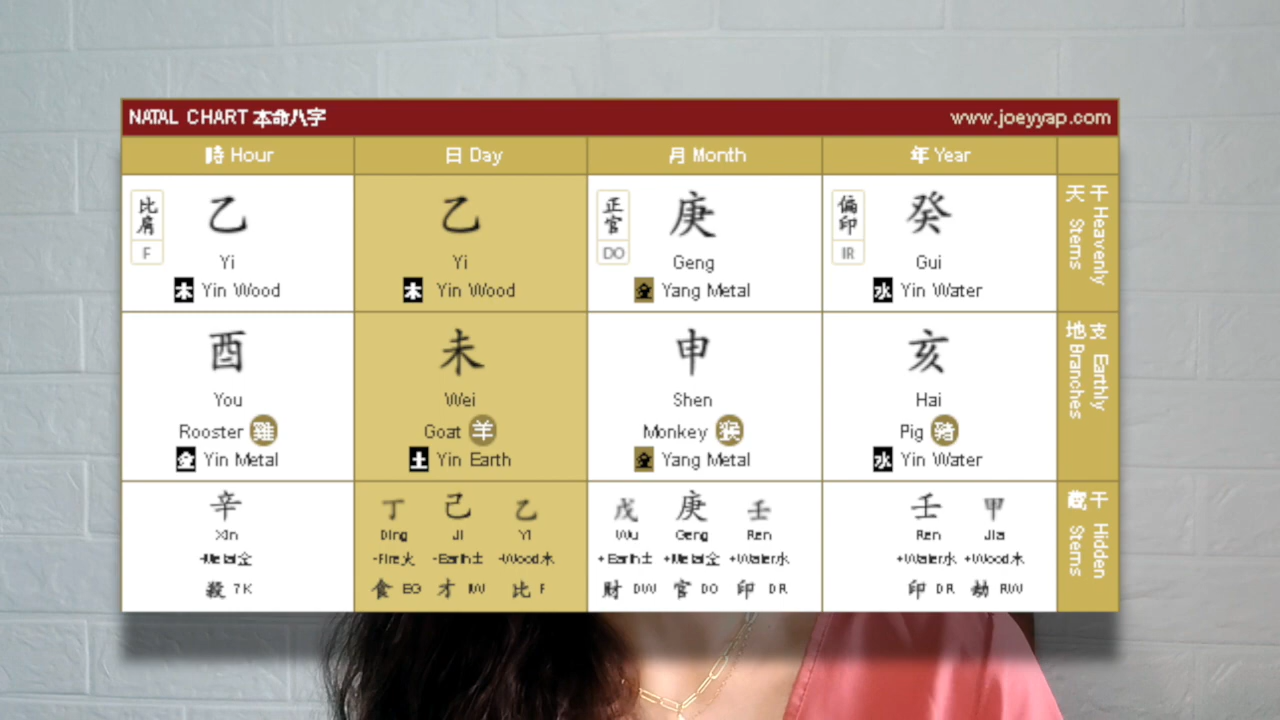 NATAL CHART 本命八字 www.joeyyap.com
時 Hour 日 Day 月 Month 年 Year
比肩 F 乙 乙 正官 DO 庚 偏印 IR 癸 天干 Heavenly Stems
Yi Yi Geng Gui
木 Yin Wood 木 Yin Wood 金 Yang Metal 水 Yin Water
酉 未 申 亥 地支 Earthly Branches
You Wei Shen Hai
Rooster 雞 Goat 羊 Monkey 猴 Pig 豬
金 Yin Metal 土 Yin Earth 金 Yang Metal 水 Yin Water
辛 丁 己 乙 戊 庚 壬 壬 甲 藏干 Hidden Stems
Xin Ding Ji Yi Wu Geng Ren Ren Jia
-Metal金 -Fire火 -Earth土 -Wood木 +Earth土 +Metal金 +Water水 +Water水 +Wood木
殺 7K 食 EG 才 IW 比 F 財 DW 官 DO 印 DR 印 DR 劫 RW